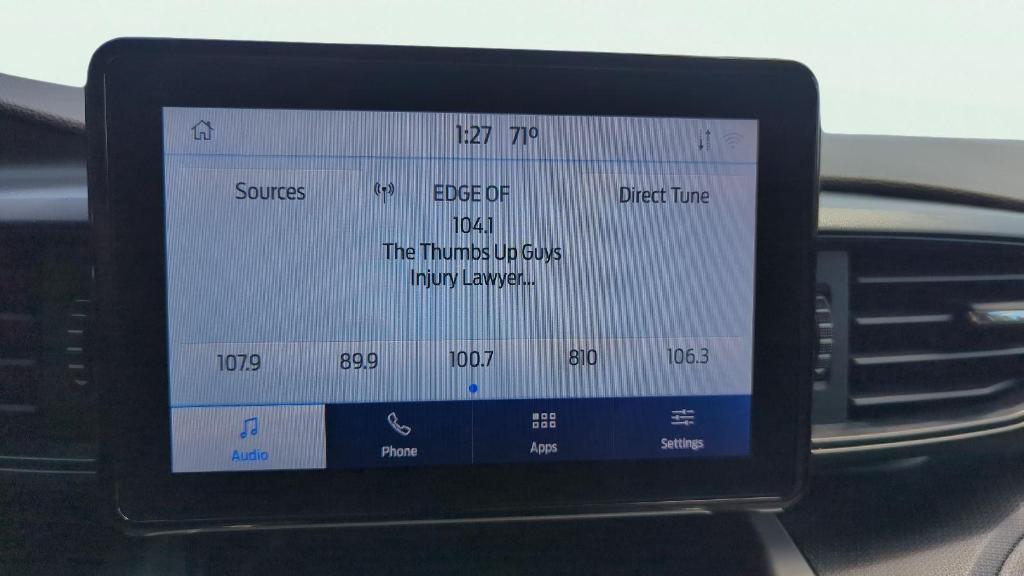 1:27 71°
Sources EDGE OF Direct Tune
104.1
The Thumbs Up Guys
Injury Lawyer...
107.9 89.9 100.7 810 106.3
Audio Phone Apps Settings